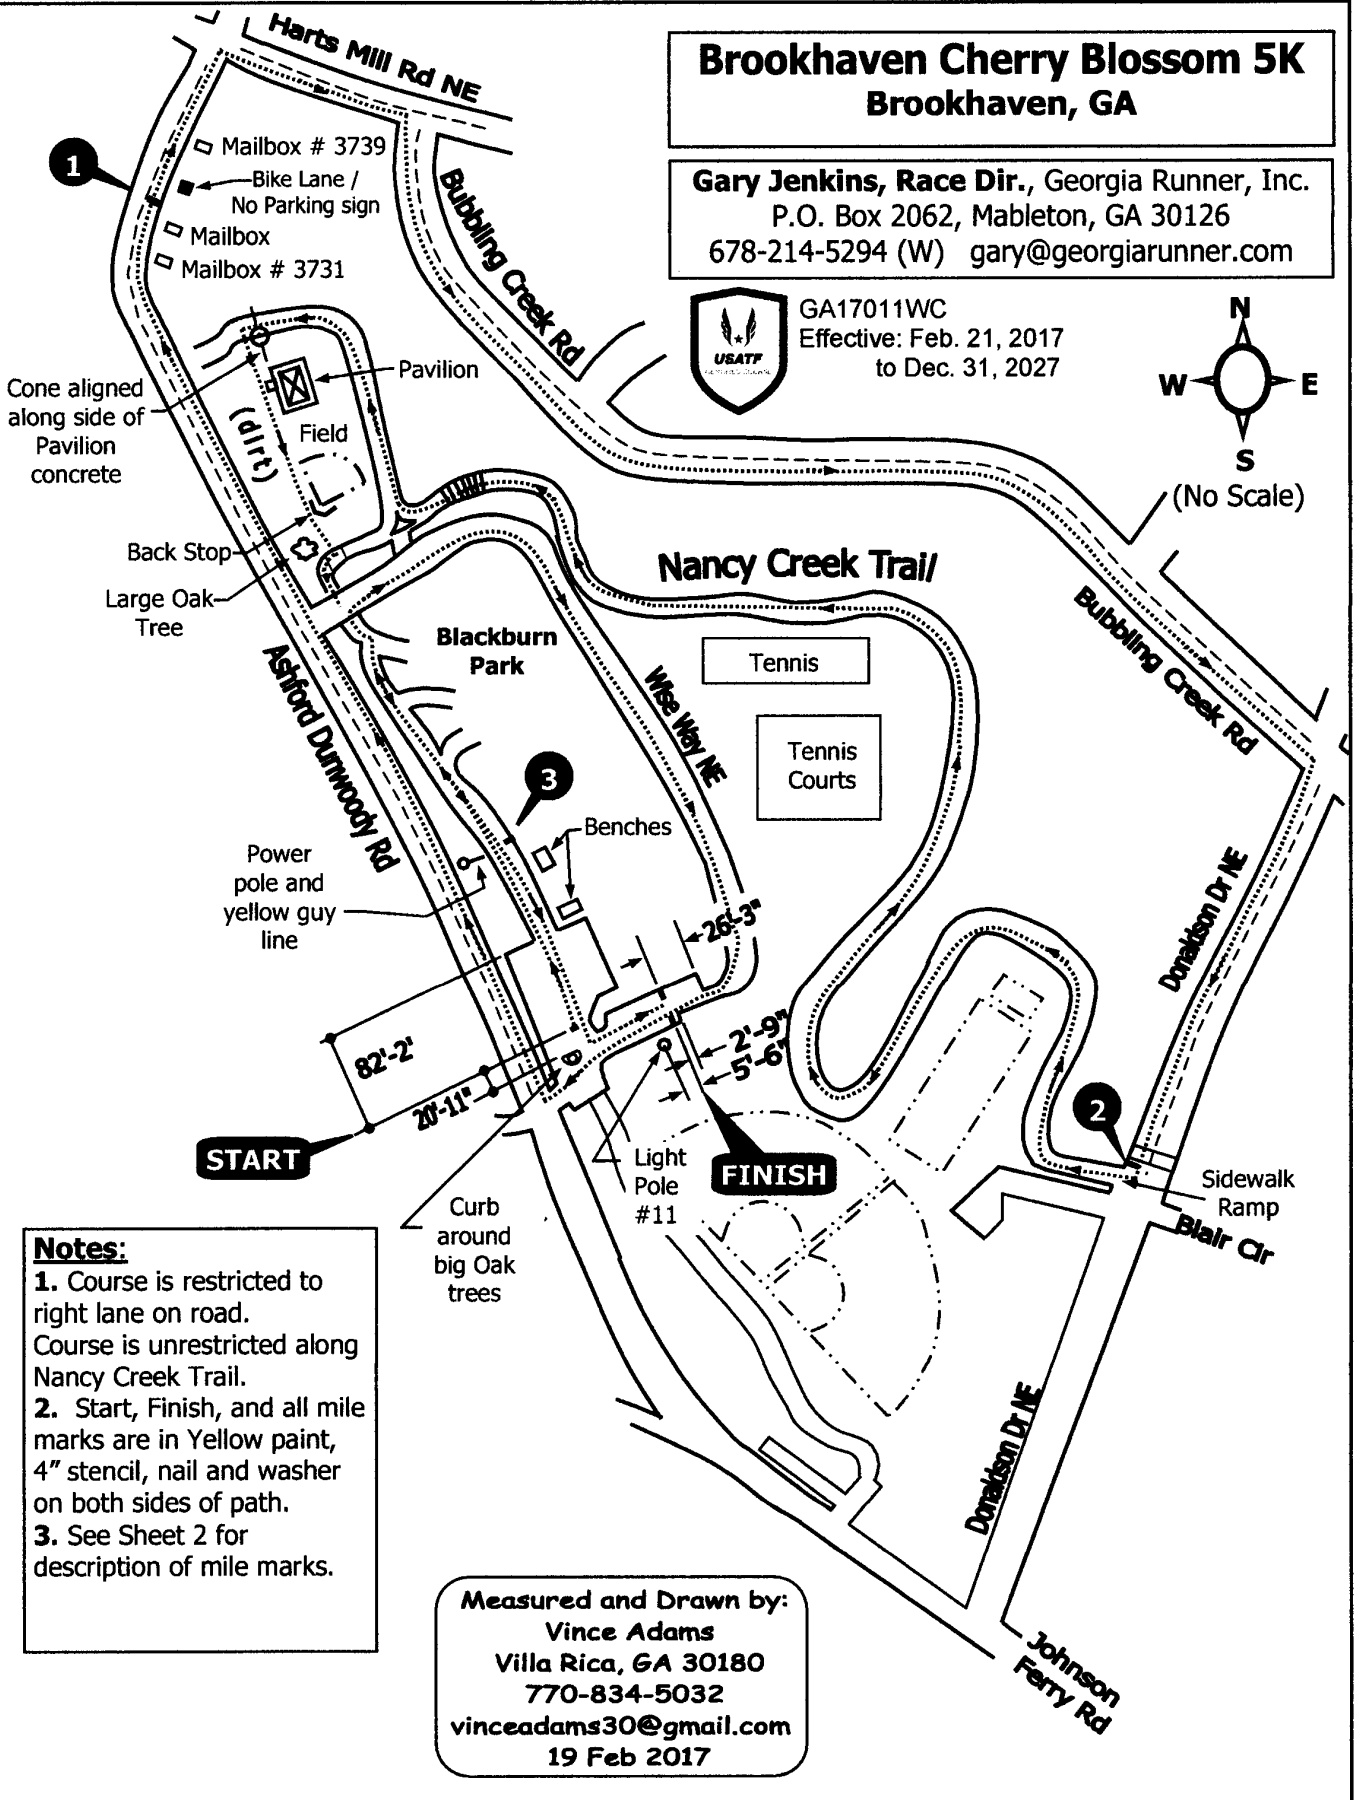 Brookhaven Cherry Blossom 5K
Brookhaven, GA
Gary Jenkins, Race Dir., Georgia Runner, Inc.
P.O. Box 2062, Mableton, GA 30126
678-214-5294 (W) gary@georgiarunner.com
USATF
GA17011WC
Effective: Feb. 21, 2017
to Dec. 31, 2027
N
W
E
S
(No Scale)
Harts Mill Rd NE
1
Mailbox # 3739
Bike Lane /
No Parking sign
Mailbox
Mailbox # 3731
Bubbling Creek Rd
Cone aligned
along side of
Pavilion
concrete
Pavilion
(dirt)
Field
Back Stop
Large Oak
Tree
Nancy Creek Trail
Blackburn
Park
Tennis
Tennis
Courts
Wise Way NE
Ashford Dunwoody Rd
Bubbling Creek Rd
3
Benches
Power
pole and
yellow guy
line
26'-3"
Donaldson Dr NE
82'-2'
20'-11"
2'-9"
5'-6"
START
FINISH
Light
Pole
#11
Curb
around
big Oak
trees
2
Sidewalk
Ramp
Blair Cir
Donaldson Dr NE
Johnson
Ferry Rd
Notes:
1. Course is restricted to
right lane on road.
Course is unrestricted along
Nancy Creek Trail.
2. Start, Finish, and all mile
marks are in Yellow paint,
4" stencil, nail and washer
on both sides of path.
3. See Sheet 2 for
description of mile marks.
Measured and Drawn by:
Vince Adams
Villa Rica, GA 30180
770-834-5032
vinceadams30@gmail.com
19 Feb 2017